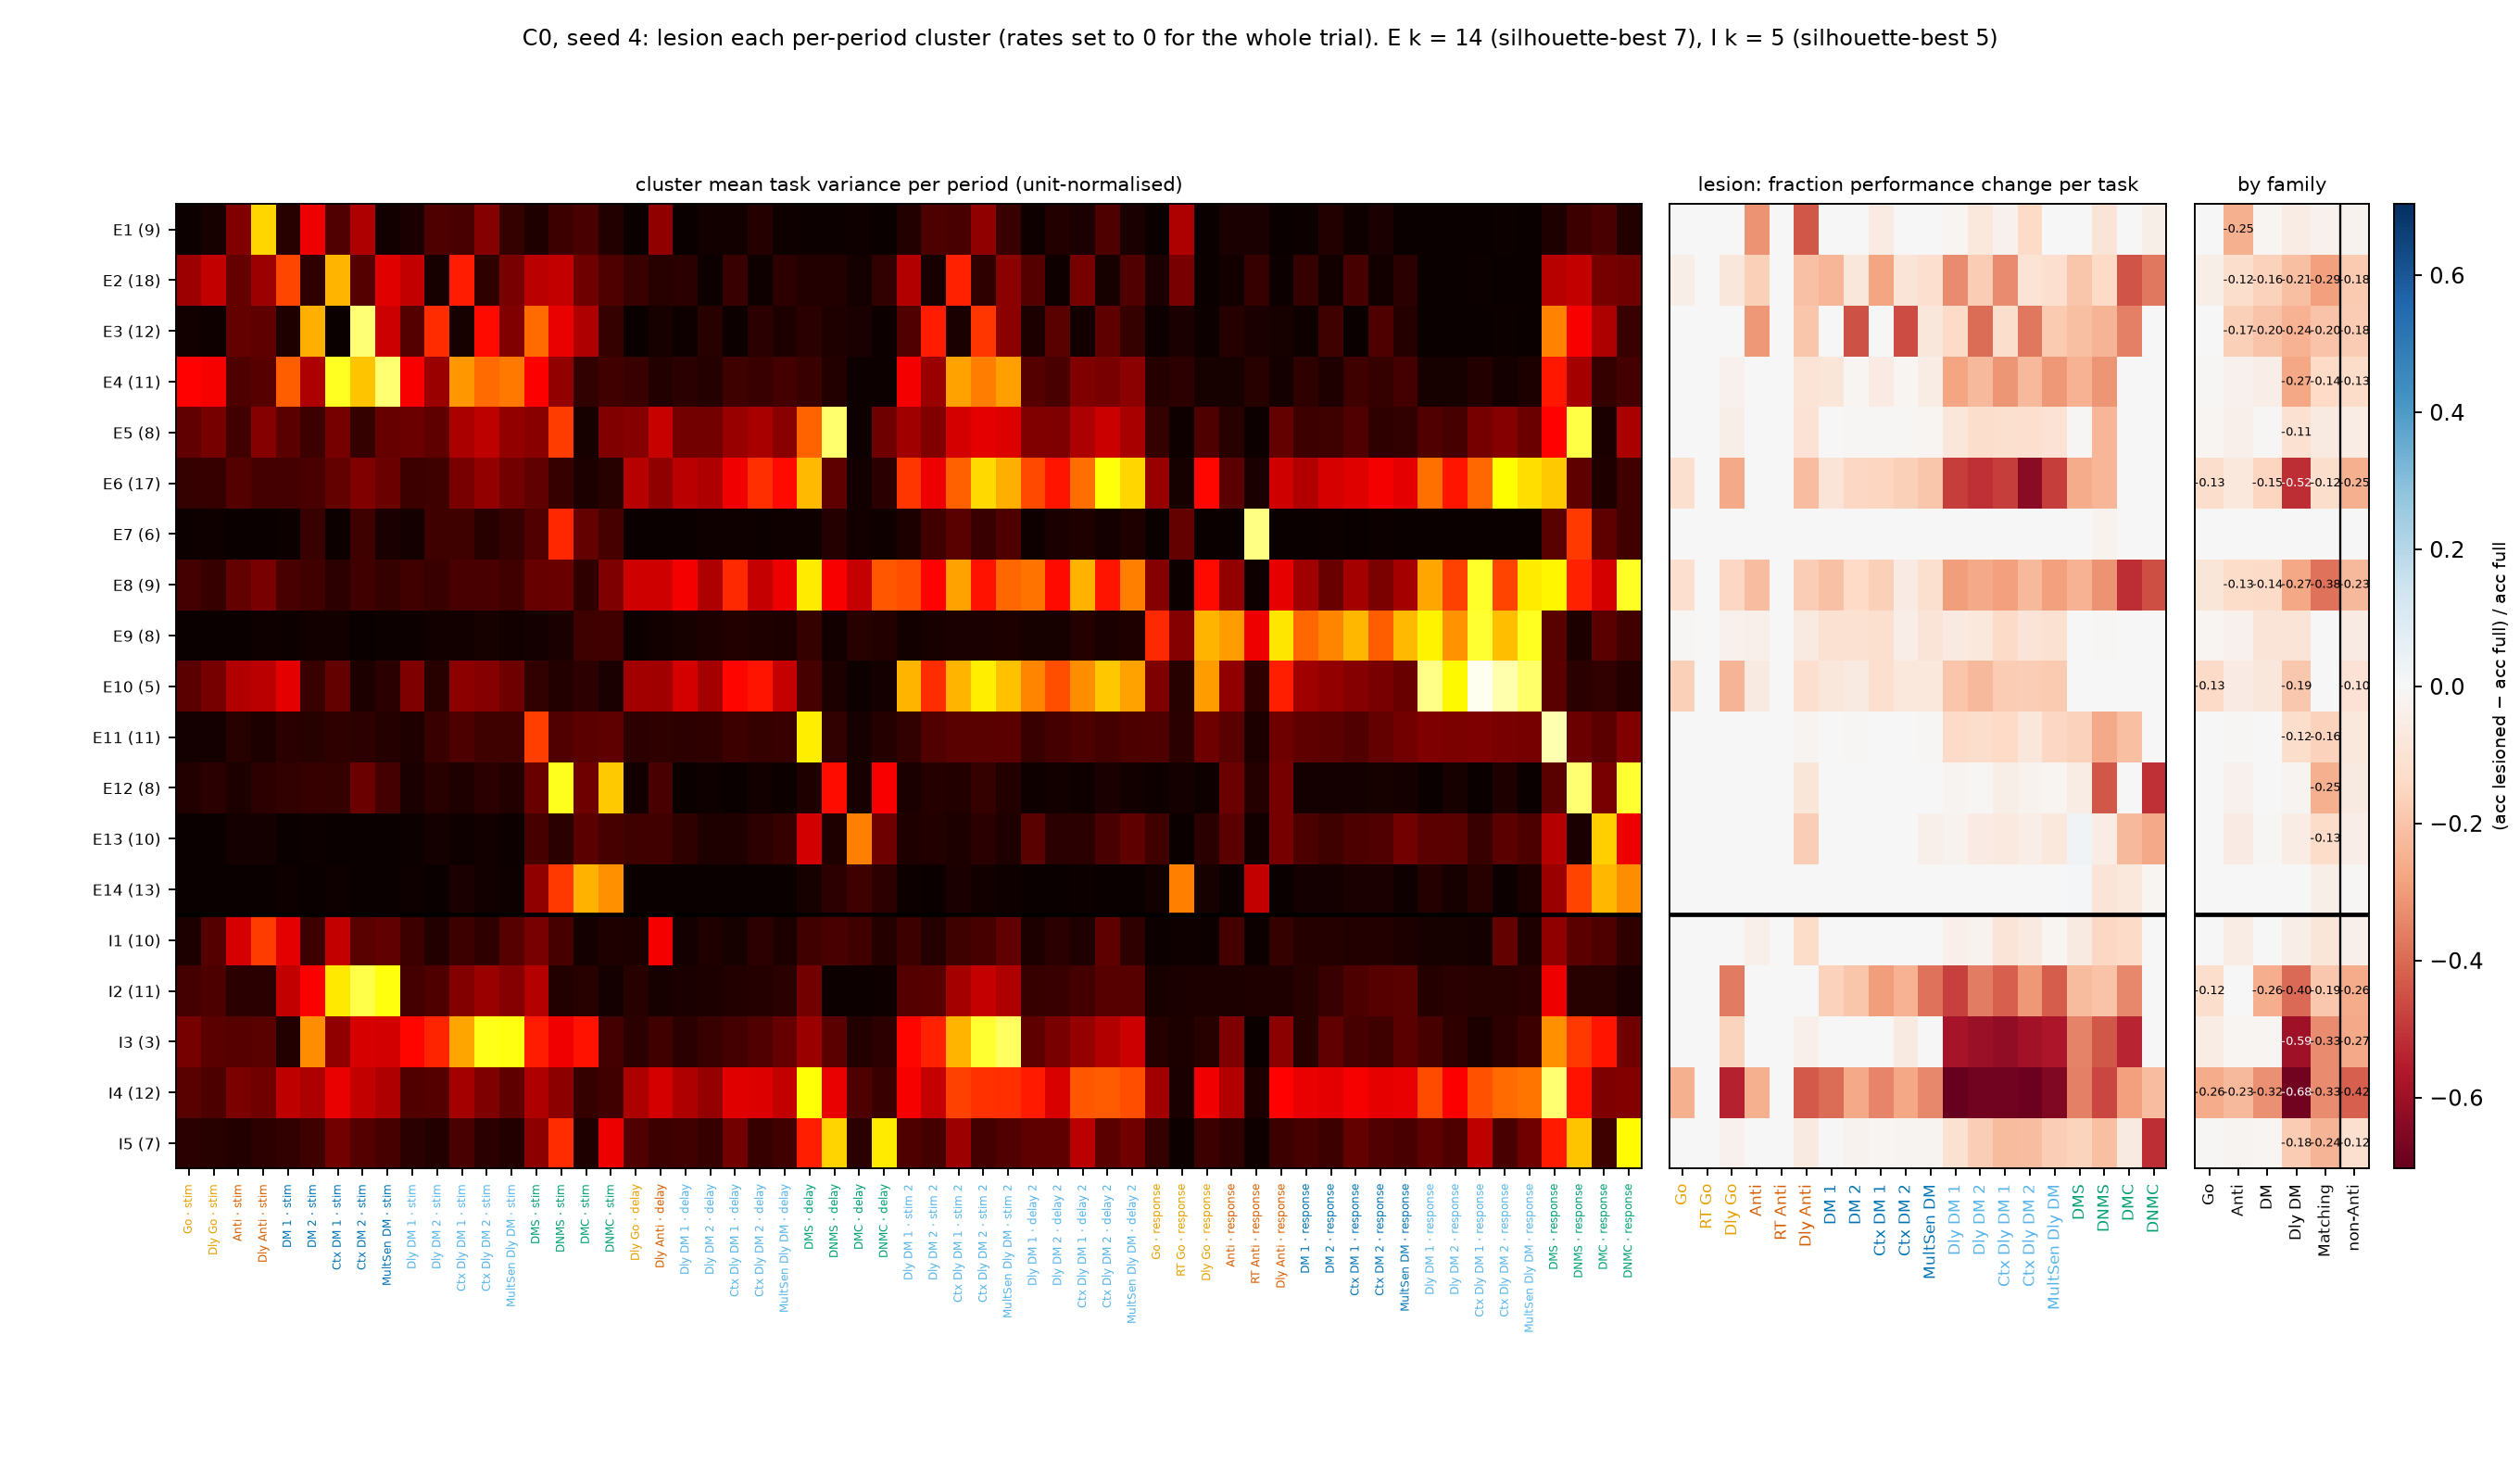 C0, seed 4: lesion each per-period cluster (rates set to 0 for the whole trial). E k = 14 (silhouette-best 7), I k = 5 (silhouette-best 5)
cluster mean task variance per period (unit-normalised)
lesion: fraction performance change per task
by family
E1 (9)
E2 (18)
E3 (12)
E4 (11)
E5 (8)
E6 (17)
E7 (6)
E8 (9)
E9 (8)
E10 (5)
E11 (11)
E12 (8)
E13 (10)
E14 (13)
I1 (10)
I2 (11)
I3 (3)
I4 (12)
I5 (7)
-0.25
-0.12 -0.16 -0.21 -0.29 -0.18
-0.17 -0.20 -0.24 -0.20 -0.18
-0.27 -0.14 -0.13
-0.11
-0.13 -0.15 -0.52 -0.12 -0.25
-0.13 -0.14 -0.27 -0.38 -0.23
-0.13 -0.19 -0.10
-0.12 -0.16
-0.25
-0.13
-0.12 -0.26 -0.40 -0.19 -0.26
-0.59 -0.33 -0.27
-0.26 -0.23 -0.32 -0.68 -0.33 -0.42
-0.18 -0.24 -0.12
Go · stim
Dly Go · stim
Anti · stim
Dly Anti · stim
DM 1 · stim
DM 2 · stim
Ctx DM 1 · stim
Ctx DM 2 · stim
MultSen DM · stim
Dly DM 1 · stim
Dly DM 2 · stim
Ctx Dly DM 1 · stim
Ctx Dly DM 2 · stim
MultSen Dly DM · stim
DMS · stim
DNMS · stim
DMC · stim
DNMC · stim
Dly Go · delay
Dly Anti · delay
Dly DM 1 · delay
Dly DM 2 · delay
Ctx Dly DM 1 · delay
Ctx Dly DM 2 · delay
MultSen Dly DM · delay
DMS · delay
DNMS · delay
DMC · delay
DNMC · delay
Dly DM 1 · stim 2
Dly DM 2 · stim 2
Ctx Dly DM 1 · stim 2
Ctx Dly DM 2 · stim 2
MultSen Dly DM · stim 2
Dly DM 1 · delay 2
Dly DM 2 · delay 2
Ctx Dly DM 1 · delay 2
Ctx Dly DM 2 · delay 2
MultSen Dly DM · delay 2
Go · response
RT Go · response
Dly Go · response
Anti · response
RT Anti · response
Dly Anti · response
DM 1 · response
DM 2 · response
Ctx DM 1 · response
Ctx DM 2 · response
MultSen DM · response
Dly DM 1 · response
Dly DM 2 · response
Ctx Dly DM 1 · response
Ctx Dly DM 2 · response
MultSen Dly DM · response
DMS · response
DNMS · response
DMC · response
DNMC · response
Go
RT Go
Dly Go
Anti
RT Anti
Dly Anti
DM 1
DM 2
Ctx DM 1
Ctx DM 2
MultSen DM
Dly DM 1
Dly DM 2
Ctx Dly DM 1
Ctx Dly DM 2
MultSen Dly DM
DMS
DNMS
DMC
DNMC
Go
Anti
DM
Dly DM
Matching
non-Anti
0.6
0.4
0.2
0.0
−0.2
−0.4
−0.6
(acc lesioned − acc full) / acc full